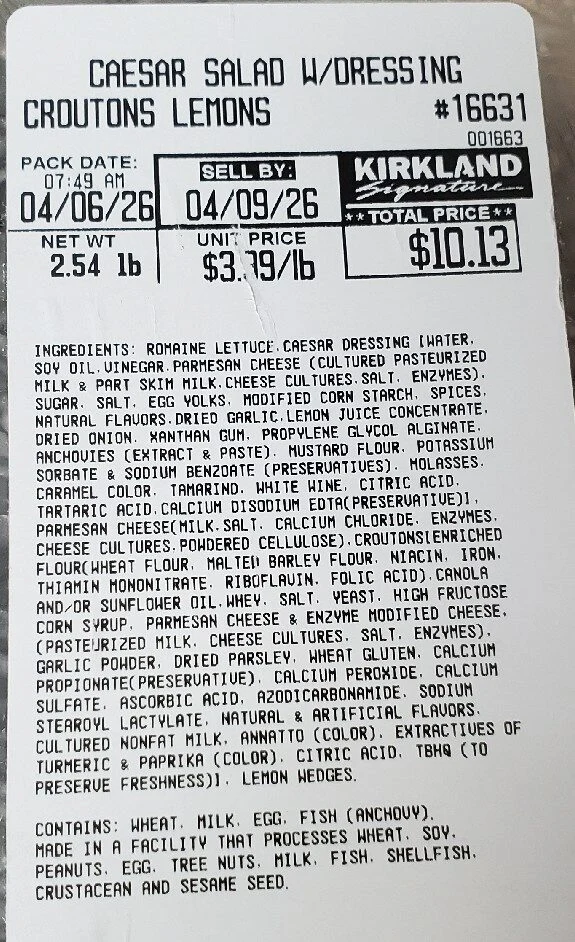 CAESAR SALAD W/DRESSING
CROUTONS LEMONS #16631
001663
PACK DATE: 07:49 AM 04/06/26
SELL BY: 04/09/26
KIRKLAND Signature
NET WT 2.54 lb
UNIT PRICE $3.99/lb
**TOTAL PRICE** $10.13
INGREDIENTS: ROMAINE LETTUCE,CAESAR DRESSING [WATER,
SOY OIL,VINEGAR,PARMESAN CHEESE (CULTURED PASTEURIZED
MILK & PART SKIM MILK,CHEESE CULTURES,SALT, ENZYMES),
SUGAR, SALT, EGG YOLKS, MODIFIED CORN STARCH, SPICES,
NATURAL FLAVORS,DRIED GARLIC,LEMON JUICE CONCENTRATE,
DRIED ONION, XANTHAN GUM, PROPYLENE GLYCOL ALGINATE,
ANCHOVIES (EXTRACT & PASTE), MUSTARD FLOUR, POTASSIUM
SORBATE & SODIUM BENZOATE (PRESERVATIVES), MOLASSES,
CARAMEL COLOR, TAMARIND, WHITE WINE, CITRIC ACID,
TARTARIC ACID,CALCIUM DISODIUM EDTA(PRESERVATIVE)],
PARMESAN CHEESE(MILK,SALT, CALCIUM CHLORIDE, ENZYMES,
CHEESE CULTURES,POWDERED CELLULOSE),CROUTONS[ENRICHED
FLOUR(WHEAT FLOUR, MALTED BARLEY FLOUR, NIACIN, IRON,
THIAMIN MONONITRATE, RIBOFLAVIN, FOLIC ACID),CANOLA
AND/OR SUNFLOWER OIL,WHEY, SALT, YEAST, HIGH FRUCTOSE
CORN SYRUP, PARMESAN CHEESE & ENZYME MODIFIED CHEESE,
(PASTEURIZED MILK, CHEESE CULTURES, SALT, ENZYMES),
GARLIC POWDER, DRIED PARSLEY, WHEAT GLUTEN, CALCIUM
PROPIONATE(PRESERVATIVE), CALCIUM PEROXIDE, CALCIUM
SULFATE, ASCORBIC ACID, AZODICARBONAMIDE, SODIUM
STEAROYL LACTYLATE, NATURAL & ARTIFICIAL FLAVORS,
CULTURED NONFAT MILK, ANNATTO (COLOR), EXTRACTIVES OF
TURMERIC & PAPRIKA (COLOR), CITRIC ACID, TBHQ (TO
PRESERVE FRESHNESS)], LEMON WEDGES.
CONTAINS: WHEAT, MILK, EGG, FISH (ANCHOVY),
MADE IN A FACILITY THAT PROCESSES WHEAT, SOY,
PEANUTS, EGG, TREE NUTS, MILK, FISH, SHELLFISH,
CRUSTACEAN AND SESAME SEED.